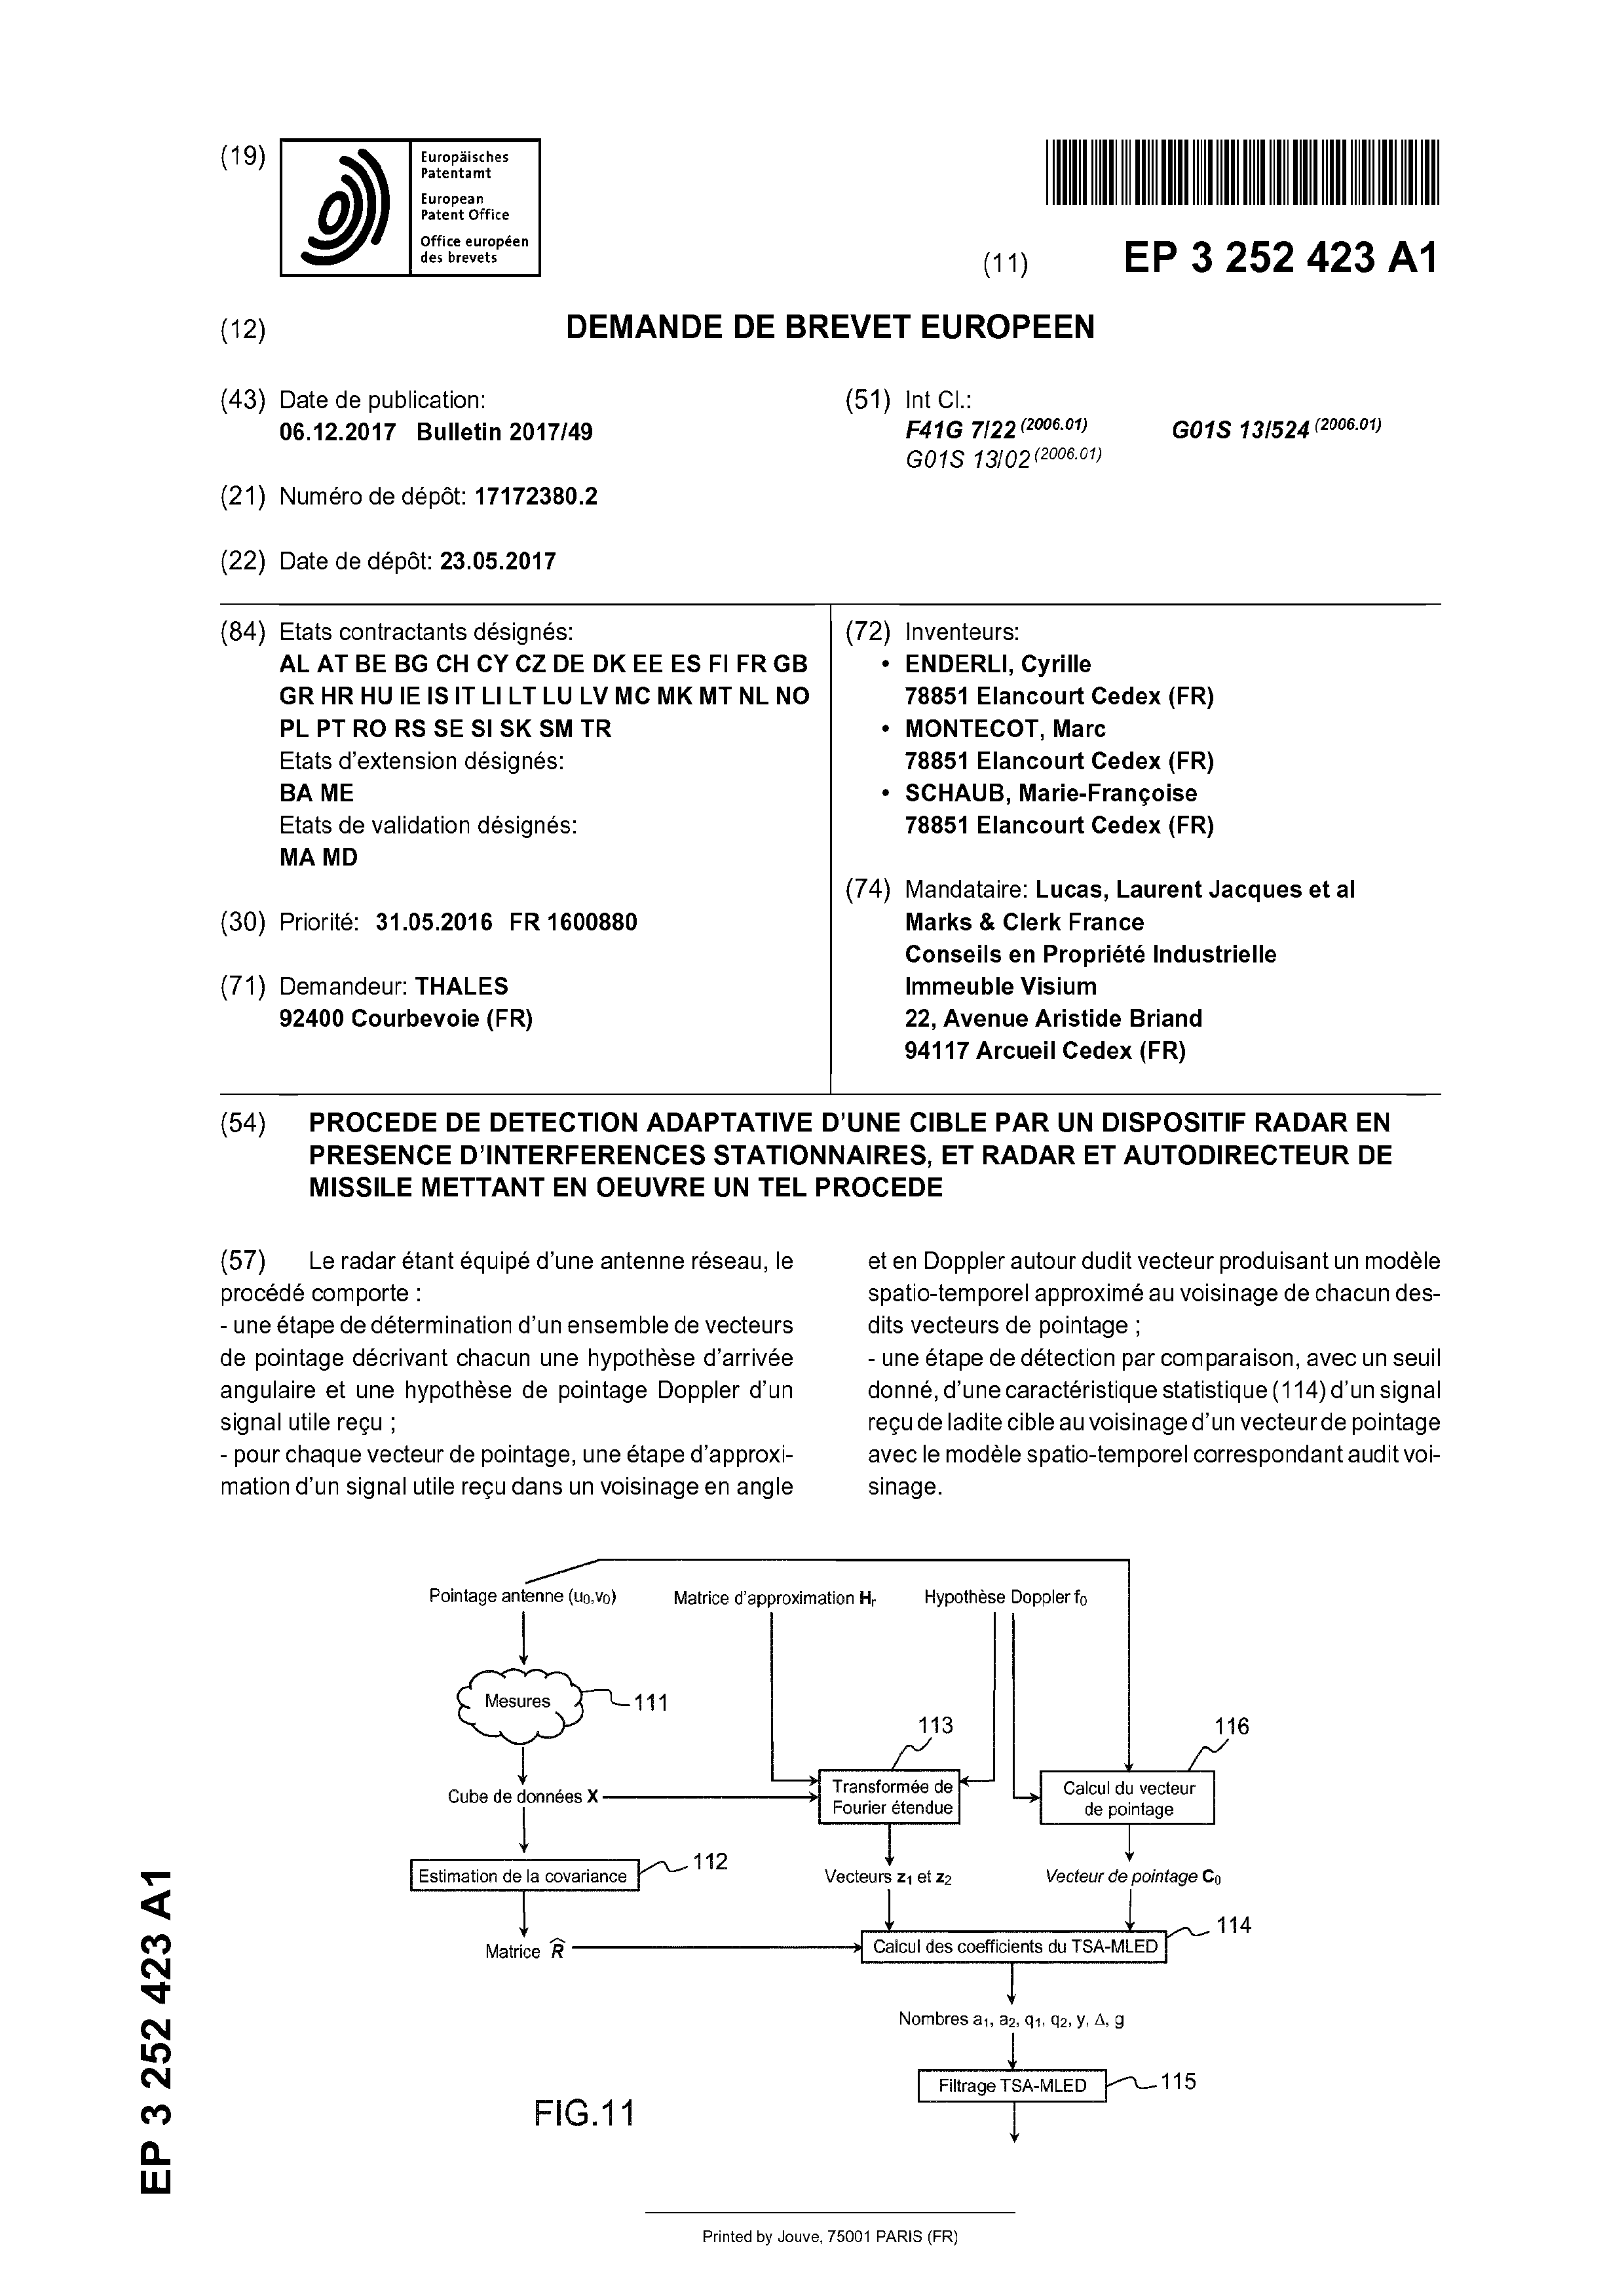 (19)
Europäisches
Patentamt
European
Patent Office
Office européen
des brevets
(11) EP 3 252 423 A1
(12) DEMANDE DE BREVET EUROPEEN
(43) Date de publication:
06.12.2017 Bulletin 2017/49
(21) Numéro de dépôt: 17172380.2
(22) Date de dépôt: 23.05.2017
(51) Int Cl.:
F41G 7/22 (2006.01) G01S 13/524 (2006.01)
G01S 13/02 (2006.01)
(84) Etats contractants désignés:
AL AT BE BG CH CY CZ DE DK EE ES FI FR GB
GR HR HU IE IS IT LI LT LU LV MC MK MT NL NO
PL PT RO RS SE SI SK SM TR
Etats d'extension désignés:
BA ME
Etats de validation désignés:
MA MD
(30) Priorité: 31.05.2016 FR 1600880
(71) Demandeur: THALES
92400 Courbevoie (FR)
(72) Inventeurs:
• ENDERLI, Cyrille
78851 Elancourt Cedex (FR)
• MONTECOT, Marc
78851 Elancourt Cedex (FR)
• SCHAUB, Marie-Françoise
78851 Elancourt Cedex (FR)
(74) Mandataire: Lucas, Laurent Jacques et al
Marks & Clerk France
Conseils en Propriété Industrielle
Immeuble Visium
22, Avenue Aristide Briand
94117 Arcueil Cedex (FR)
(54) PROCEDE DE DETECTION ADAPTATIVE D'UNE CIBLE PAR UN DISPOSITIF RADAR EN
PRESENCE D'INTERFERENCES STATIONNAIRES, ET RADAR ET AUTODIRECTEUR DE
MISSILE METTANT EN OEUVRE UN TEL PROCEDE
(57) Le radar étant équipé d'une antenne réseau, le
procédé comporte :
- une étape de détermination d'un ensemble de vecteurs
de pointage décrivant chacun une hypothèse d'arrivée
angulaire et une hypothèse de pointage Doppler d'un
signal utile reçu ;
- pour chaque vecteur de pointage, une étape d'approxi-
mation d'un signal utile reçu dans un voisinage en angle
et en Doppler autour dudit vecteur produisant un modèle
spatio-temporel approximé au voisinage de chacun des-
dits vecteurs de pointage ;
- une étape de détection par comparaison, avec un seuil
donné, d'une caractéristique statistique (114) d'un signal
reçu de ladite cible au voisinage d'un vecteur de pointage
avec le modèle spatio-temporel correspondant audit voi-
sinage.
Pointage antenne (u0,v0)
Matrice d'approximation Hr
Hypothèse Doppler f0
Mesures
111
113
116
Cube de données X
Transformée de
Fourier étendue
Calcul du vecteur
de pointage
Estimation de la covariance
112
Vecteurs z1 et z2
Vecteur de pointage C0
Matrice R̂
Calcul des coefficients du TSA-MLED
114
Nombres a1, a2, q1, q2, y, Δ, g
Filtrage TSA-MLED
115
FIG.11
EP 3 252 423 A1
Printed by Jouve, 75001 PARIS (FR)